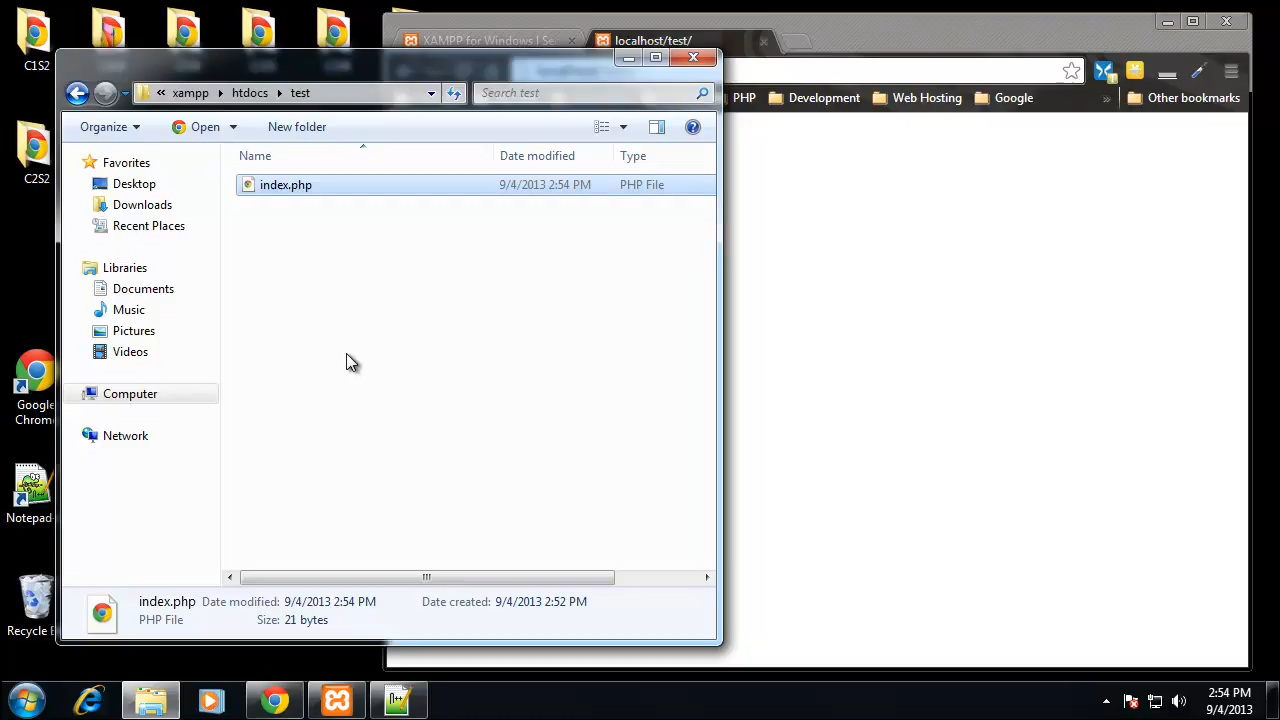 C1S2
C2S2
Google
Chrome
Notepad
Recycle
XAMPP for Windows | Se
localhost/test/
PHP
Development
Web Hosting
Google
»
Other bookmarks
« xampp htdocs test
Search test
Organize
Open
New folder
Name
Date modified
Type
index.php
9/4/2013 2:54 PM
PHP File
Favorites
Desktop
Downloads
Recent Places
Libraries
Documents
Music
Pictures
Videos
Computer
Network
index.php Date modified: 9/4/2013 2:54 PM Date created: 9/4/2013 2:52 PM
PHP File Size: 21 bytes
2:54 PM
9/4/2013